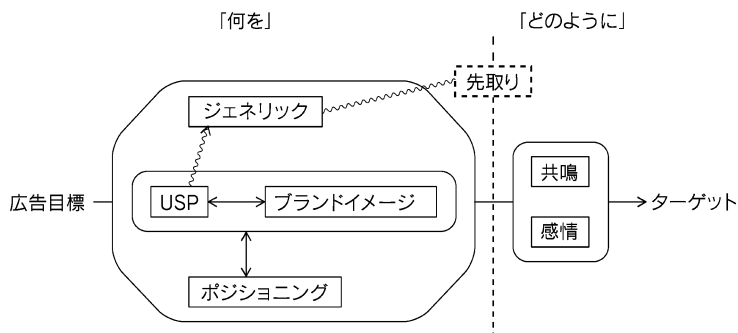 「何を」
「どのように」
先取り
ジェネリック
共鳴
広告目標
USP
ブランドイメージ
ターゲット
感情
ポジショニング